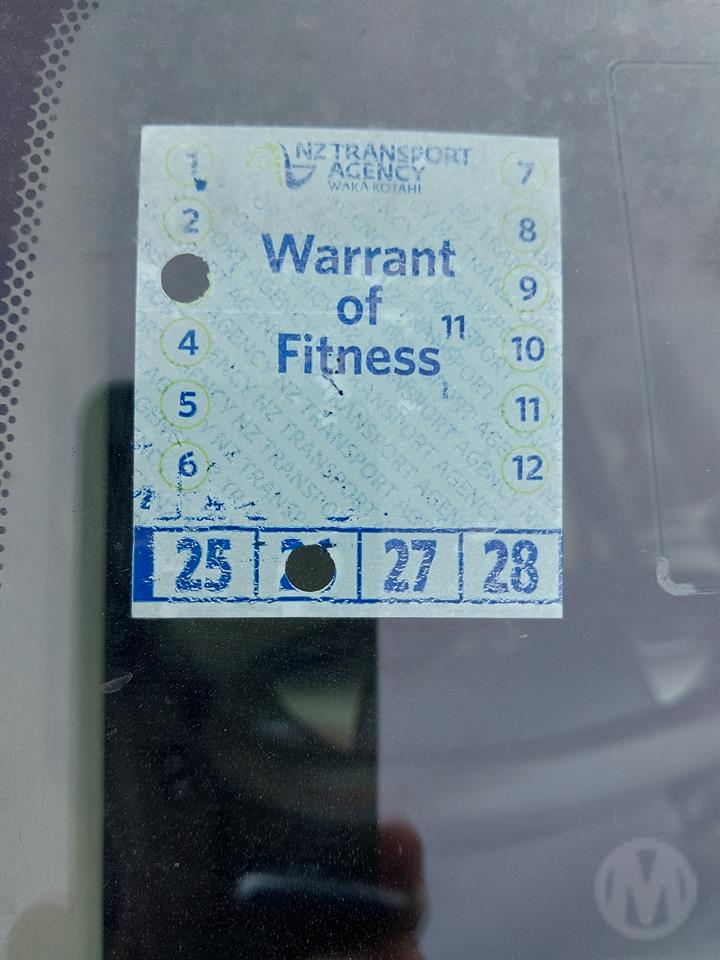 NZ TRANSPORT
AGENCY
WAKA KOTAHI
1
2
4
5
6
7
8
9
10
11
12
Warrant
of
Fitness
11
25
27
28
M